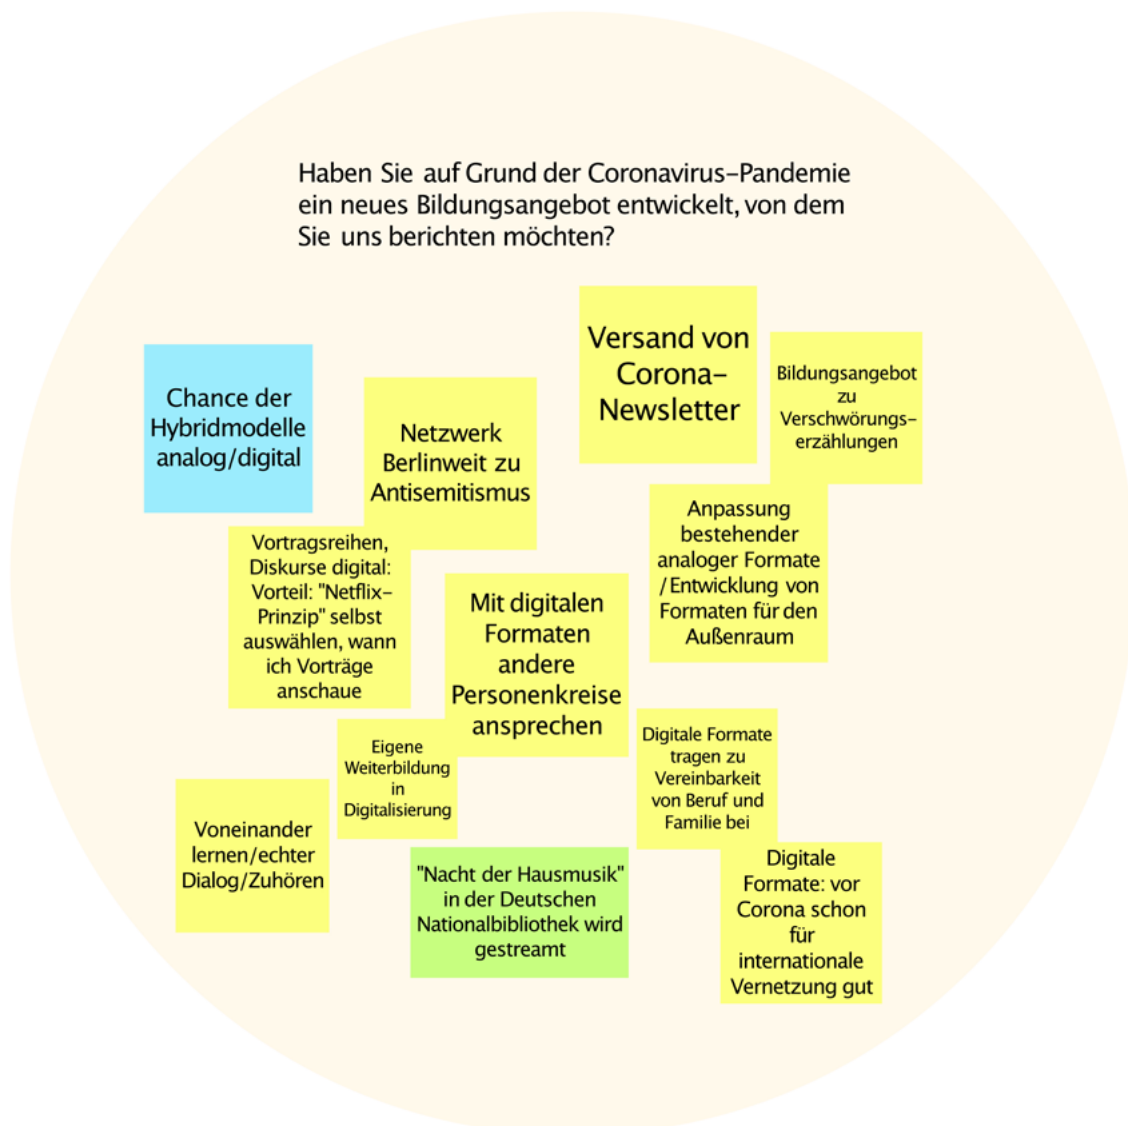 Haben Sie auf Grund der Coronavirus-Pandemie
ein neues Bildungsangebot entwickelt, von dem
Sie uns berichten möchten?
Versand von
Corona-
Newsletter
Bildungsangebot
zu
Verschwörungs-
erzählungen
Chance der
Hybridmodelle
analog/digital
Netzwerk
Berlinweit zu
Antisemitismus
Anpassung
bestehender
analoger Formate
/Entwicklung von
Formaten für den
Außenraum
Vortragsreihen,
Diskurse digital:
Vorteil: "Netflix-
Prinzip" selbst
auswählen, wann
ich Vorträge
anschaue
Mit digitalen
Formaten
andere
Personenkreise
ansprechen
Eigene
Weiterbildung
in
Digitalisierung
Digitale Formate
tragen zu
Vereinbarkeit
von Beruf und
Familie bei
Voneinander
lernen/echter
Dialog/Zuhören
"Nacht der Hausmusik"
in der Deutschen
Nationalbibliothek wird
gestreamt
Digitale
Formate: vor
Corona schon
für
internationale
Vernetzung gut